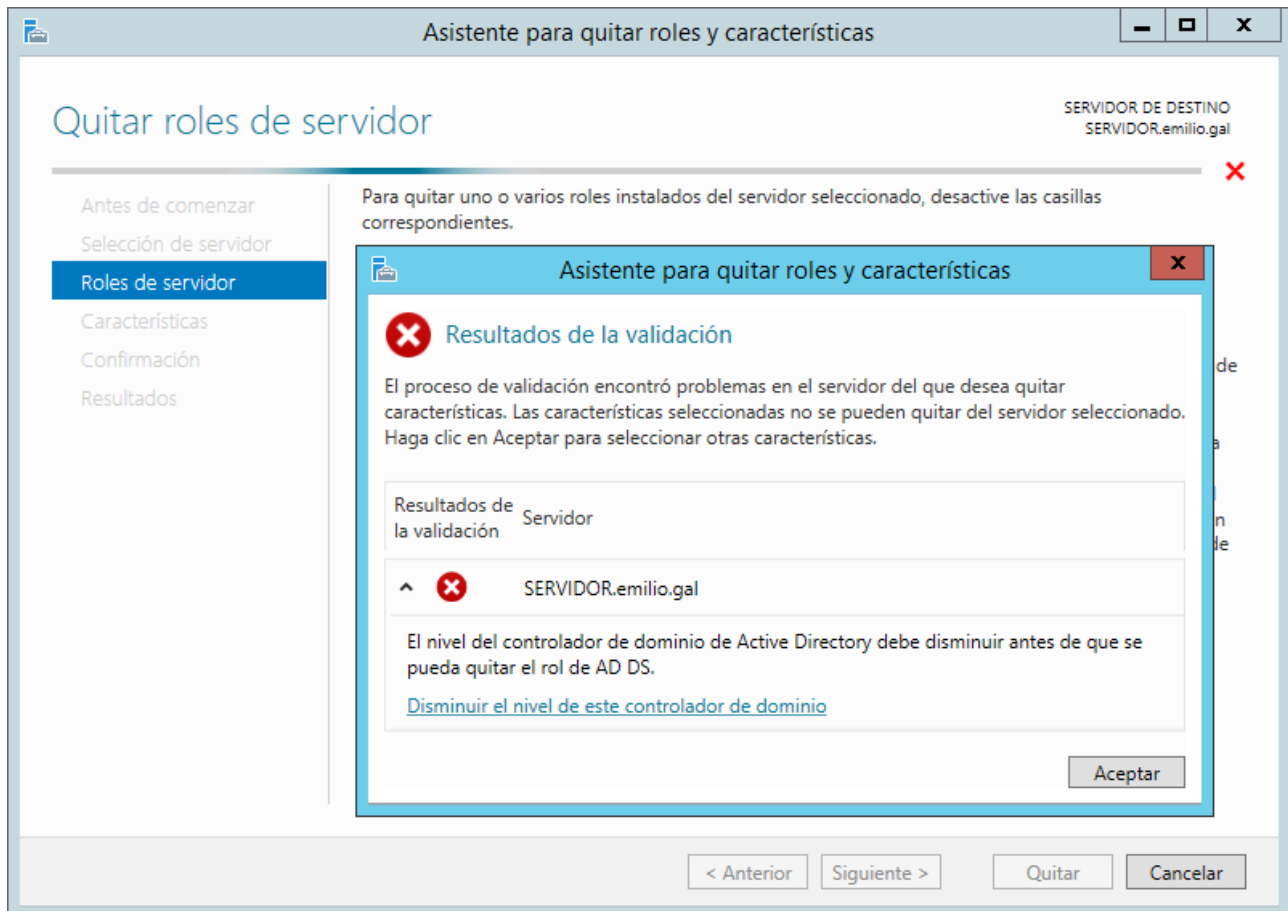 Asistente para quitar roles y características
Quitar roles de servidor
SERVIDOR DE DESTINO
SERVIDOR.emilio.gal
Antes de comenzar
Selección de servidor
Roles de servidor
Características
Confirmación
Resultados
Para quitar uno o varios roles instalados del servidor seleccionado, desactive las casillas
correspondientes.
de
a
n
de
Asistente para quitar roles y características
Resultados de la validación
El proceso de validación encontró problemas en el servidor del que desea quitar
características. Las características seleccionadas no se pueden quitar del servidor seleccionado.
Haga clic en Aceptar para seleccionar otras características.
Resultados de
la validación
Servidor
SERVIDOR.emilio.gal
El nivel del controlador de dominio de Active Directory debe disminuir antes de que se
pueda quitar el rol de AD DS.
Disminuir el nivel de este controlador de dominio
Aceptar
< Anterior
Siguiente >
Quitar
Cancelar